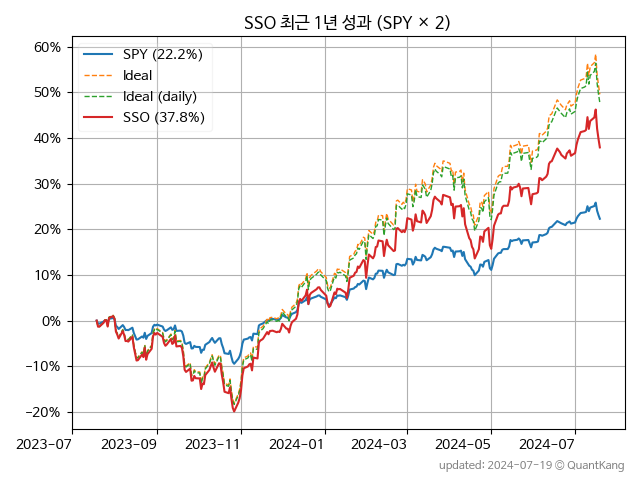 SSO 최근 1년 성과 (SPY × 2)
60%
50%
40%
30%
20%
10%
0%
−10%
−20%
SPY (22.2%)
Ideal
Ideal (daily)
SSO (37.8%)
2023-07
2023-09
2023-11
2024-01
2024-03
2024-05
2024-07
updated: 2024-07-19 © QuantKang